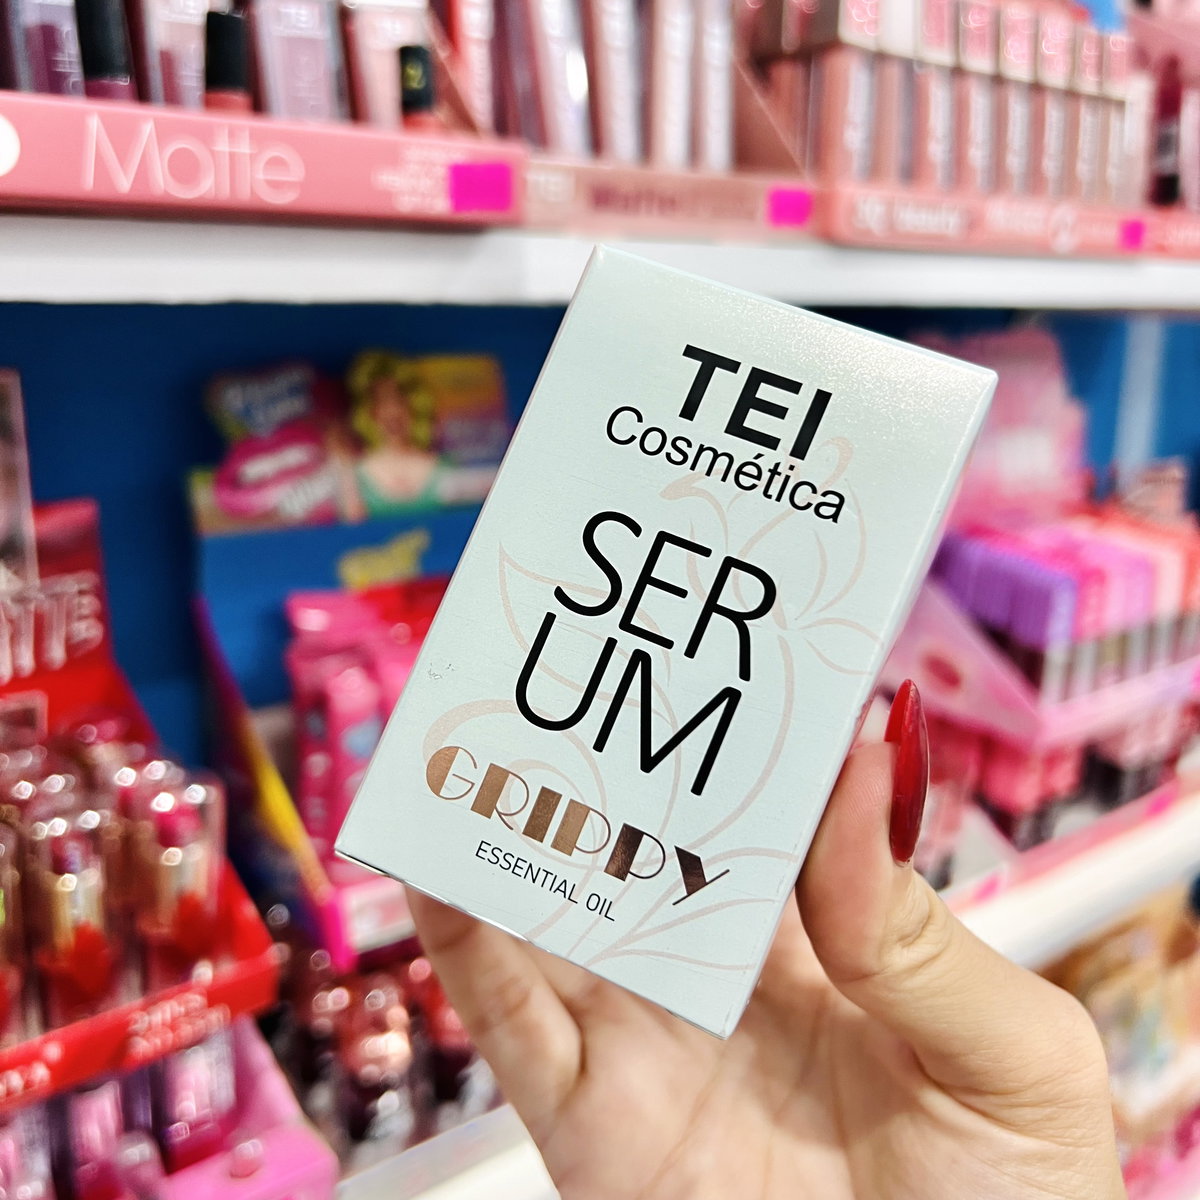 Matte
TEI
Cosmética
SER
UM
GRIPPY
ESSENTIAL OIL